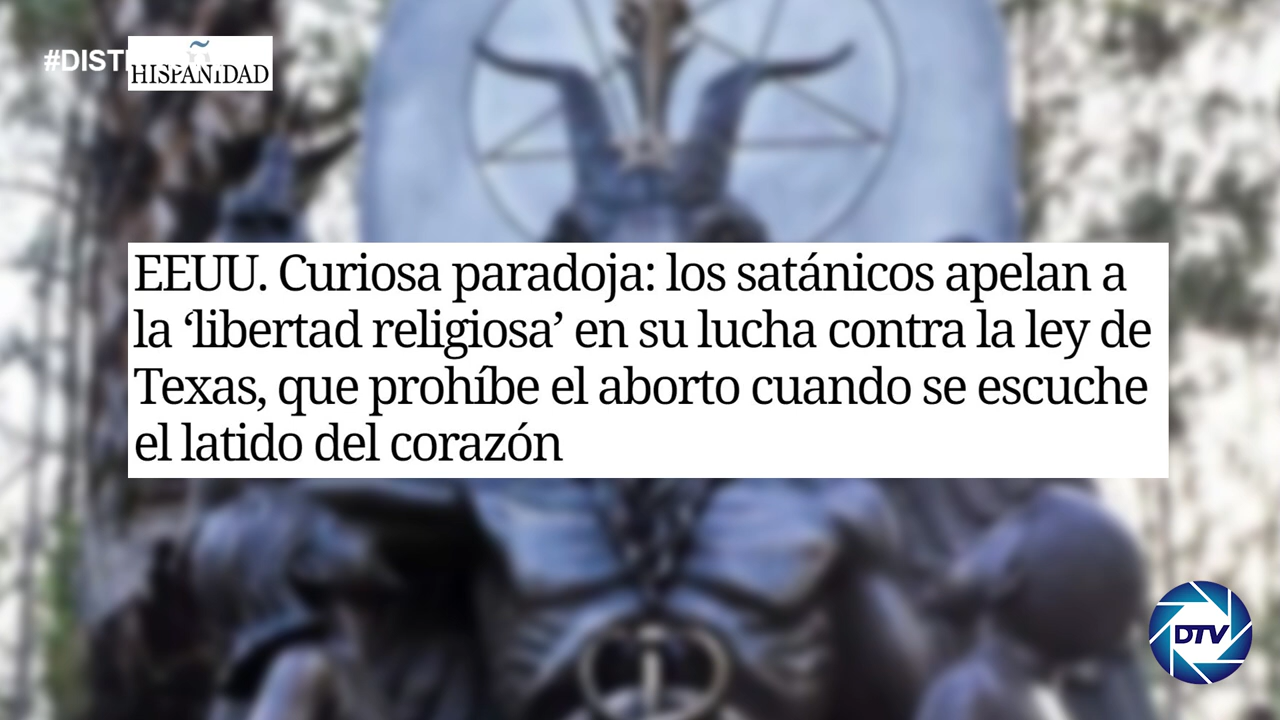 #DIST
HISPANIDAD
EEUU. Curiosa paradoja: los satánicos apelan a
la ‘libertad religiosa’ en su lucha contra la ley de
Texas, que prohíbe el aborto cuando se escuche
el latido del corazón
DTV